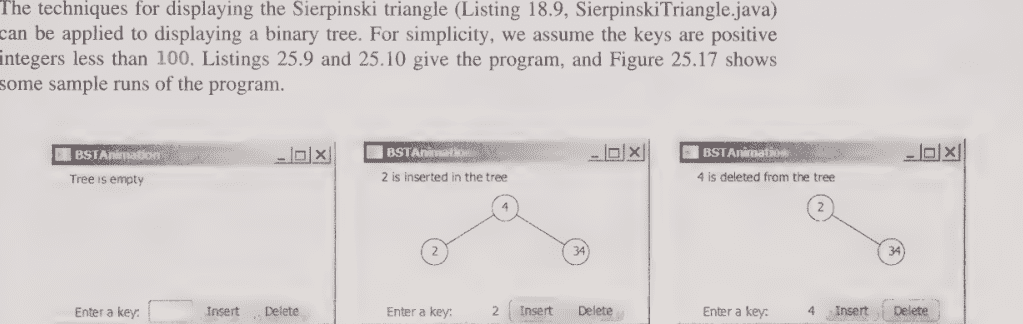 The techniques for displaying the Sierpinski triangle (Listing 18.9, SierpinskiTriangle.java)
can be applied to displaying a binary tree. For simplicity, we assume the keys are positive
integers less than 100. Listings 25.9 and 25.10 give the program, and Figure 25.17 shows
some sample runs of the program.
BSTAnimation
Tree is empty
Enter a key: Insert Delete
BSTAnimation
2 is inserted in the tree
4
2 34
Enter a key: 2 Insert Delete
BSTAnimation
4 is deleted from the tree
2
34
Enter a key: 4 Insert Delete